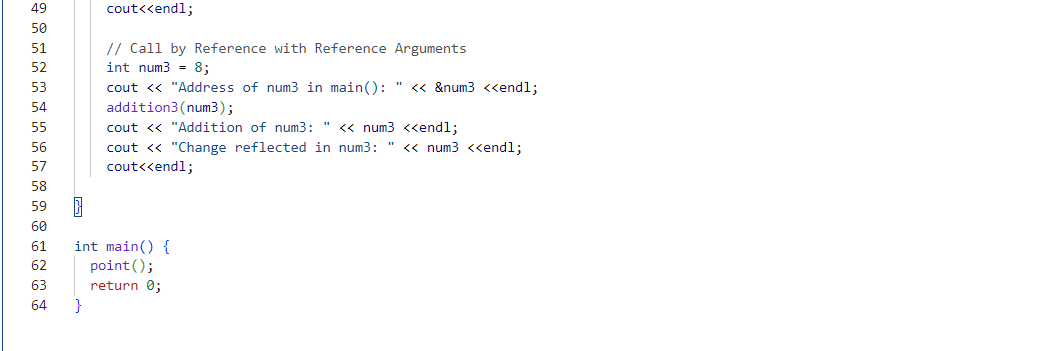 49 cout<<endl;
50
51 // Call by Reference with Reference Arguments
52 int num3 = 8;
53 cout << "Address of num3 in main(): " << &num3 <<endl;
54 addition3(num3);
55 cout << "Addition of num3: " << num3 <<endl;
56 cout << "Change reflected in num3: " << num3 <<endl;
57 cout<<endl;
58
59 }
60
61 int main() {
62 point();
63 return 0;
64 }